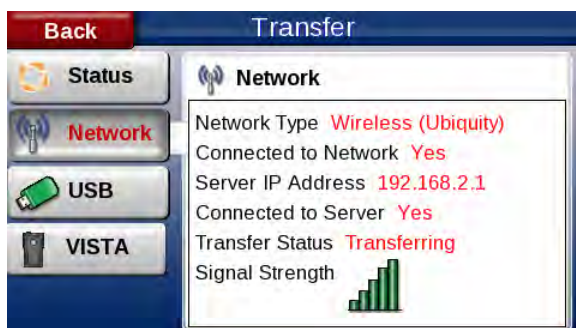 Back
Transfer
Status
Network
USB
VISTA
Network
Network Type Wireless (Ubiquity)
Connected to Network Yes
Server IP Address 192.168.2.1
Connected to Server Yes
Transfer Status Transferring
Signal Strength